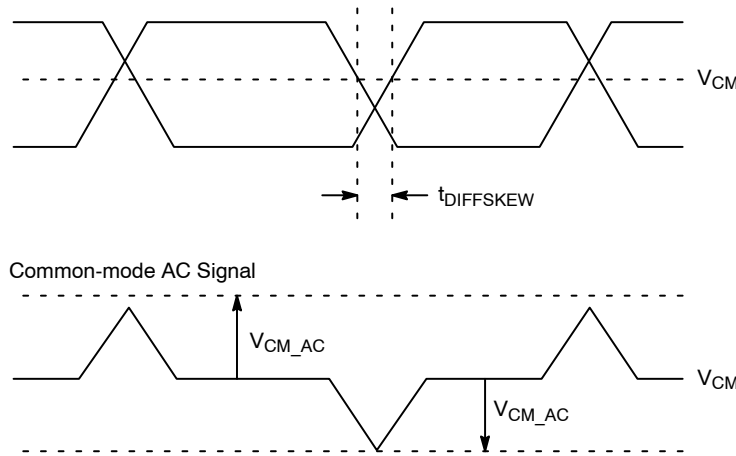 VCM
tDIFFSKEW
Common-mode AC Signal
VCM_AC
VCM
VCM_AC